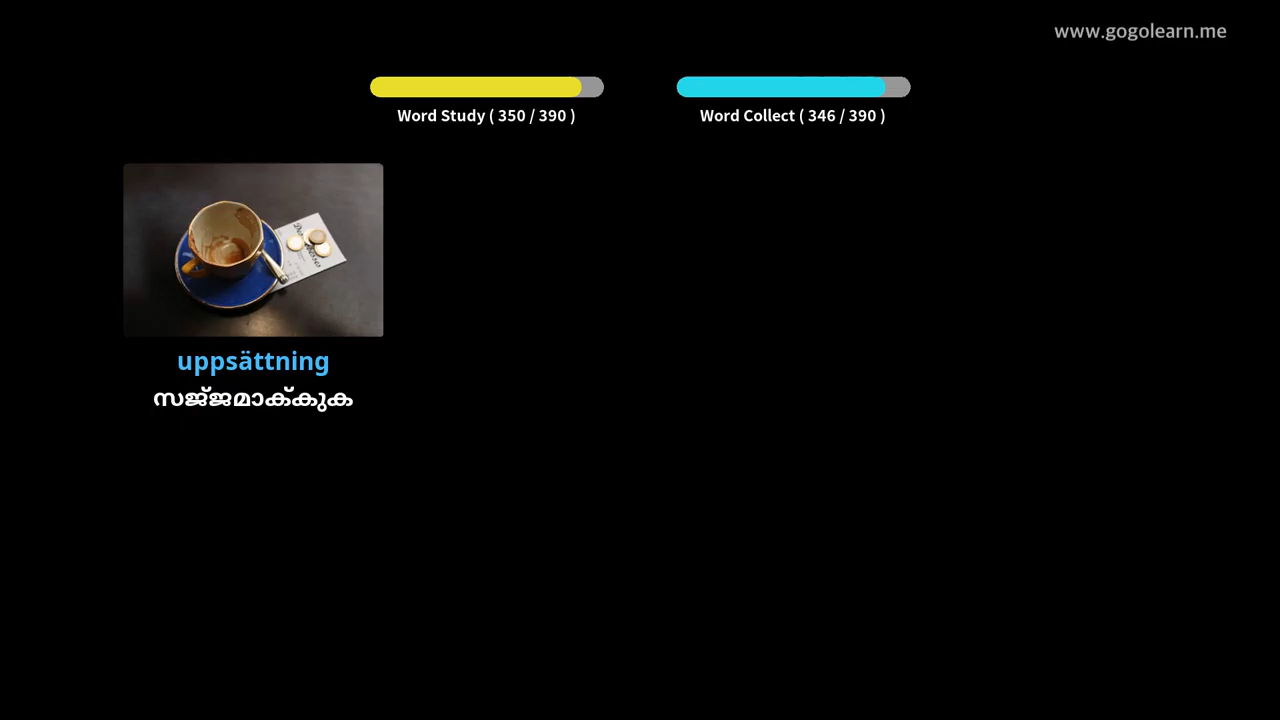 www.gogolearn.me
Word Study ( 350 / 390 )
Word Collect ( 346 / 390 )
uppsättning
സജ്ജമാക്കുക